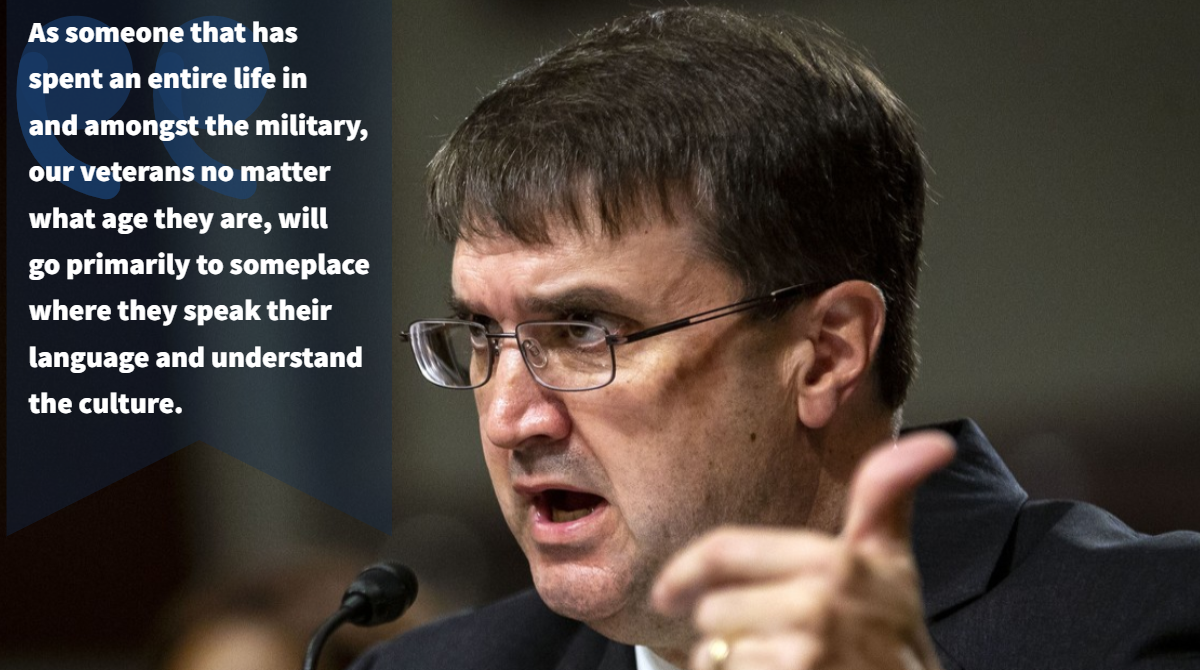 As someone that has
spent an entire life in
and amongst the military,
our veterans no matter
what age they are, will
go primarily to someplace
where they speak their
language and understand
the culture.